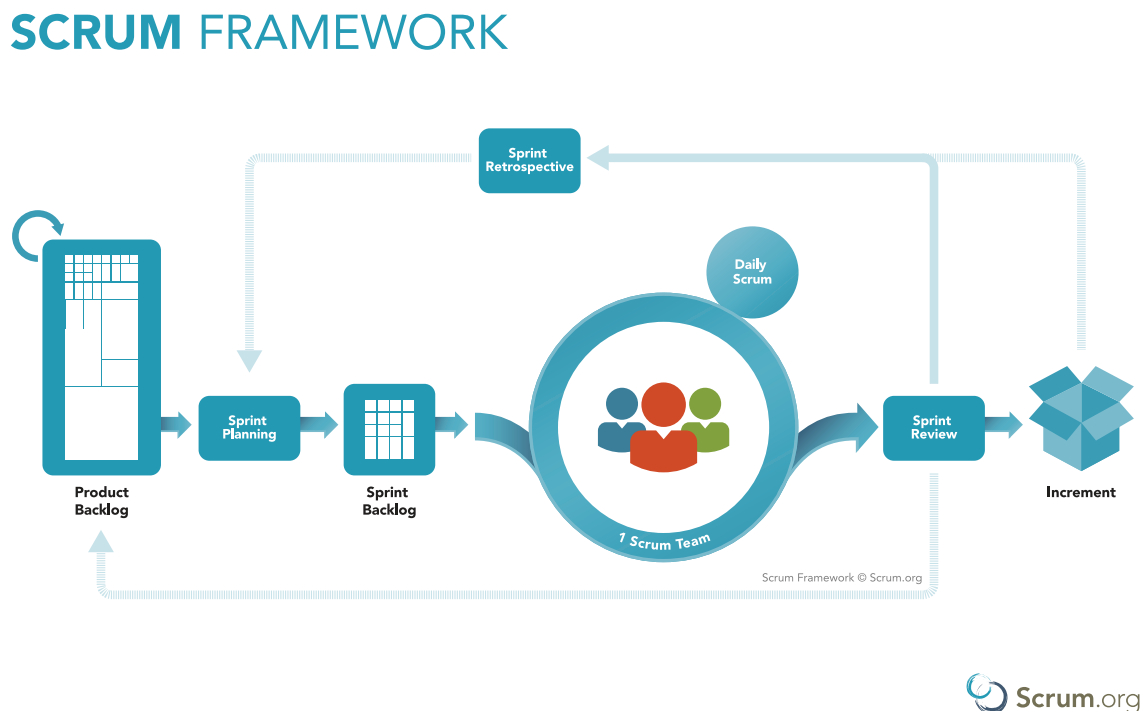 SCRUM FRAMEWORK
Sprint
Retrospective
Daily
Scrum
Sprint
Planning
Sprint
Review
Product
Backlog
Sprint
Backlog
Increment
1 Scrum Team
Scrum Framework © Scrum.org
Scrum.org